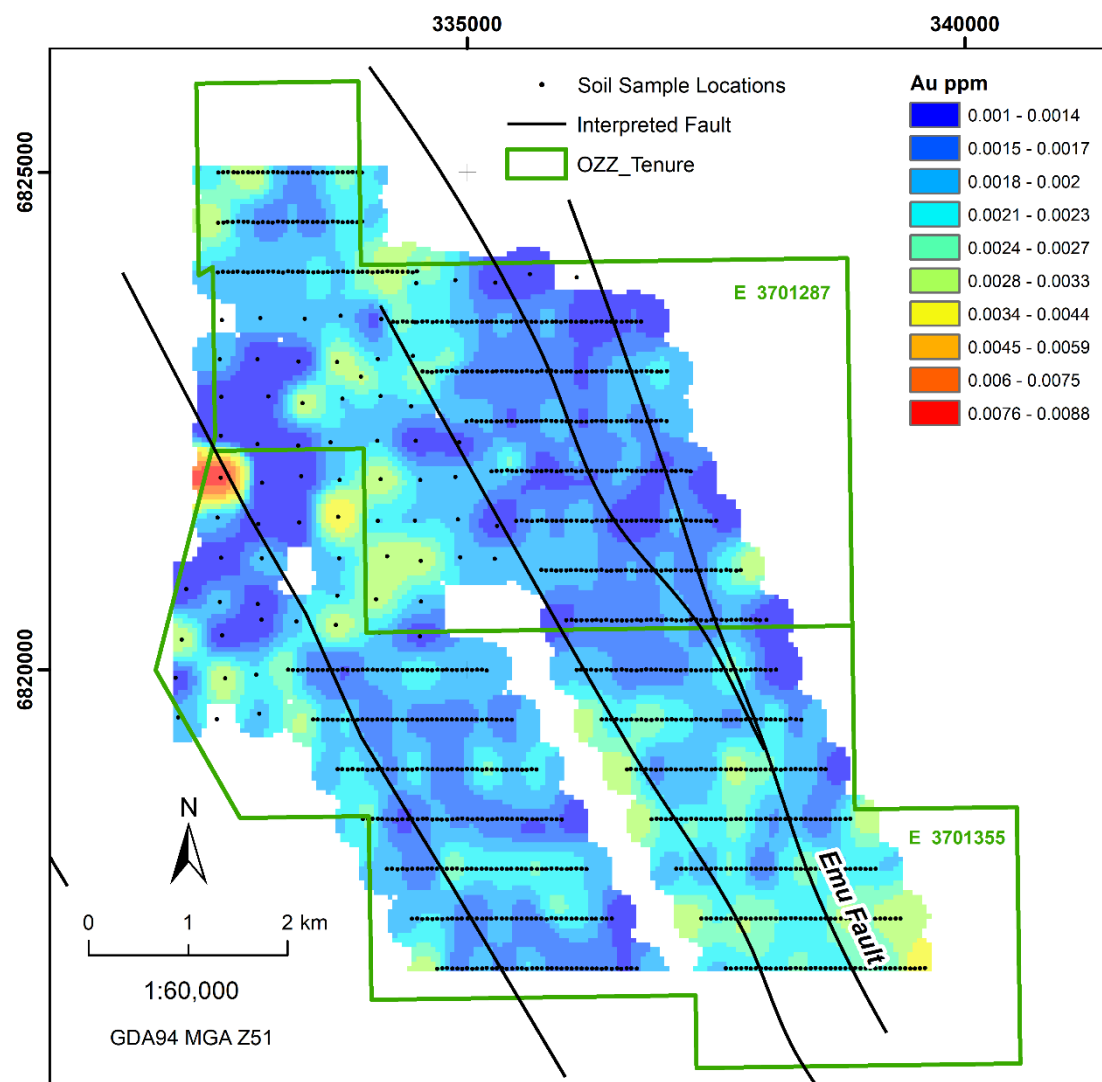 335000
340000
6825000
6820000
Soil Sample Locations
Interpreted Fault
OZZ_Tenure
Au ppm
0.001 - 0.0014
0.0015 - 0.0017
0.0018 - 0.002
0.0021 - 0.0023
0.0024 - 0.0027
0.0028 - 0.0033
0.0034 - 0.0044
0.0045 - 0.0059
0.006 - 0.0075
0.0076 - 0.0088
E 3701287
E 3701355
Emu Fault
N
0 1 2 km
1:60,000
GDA94 MGA Z51